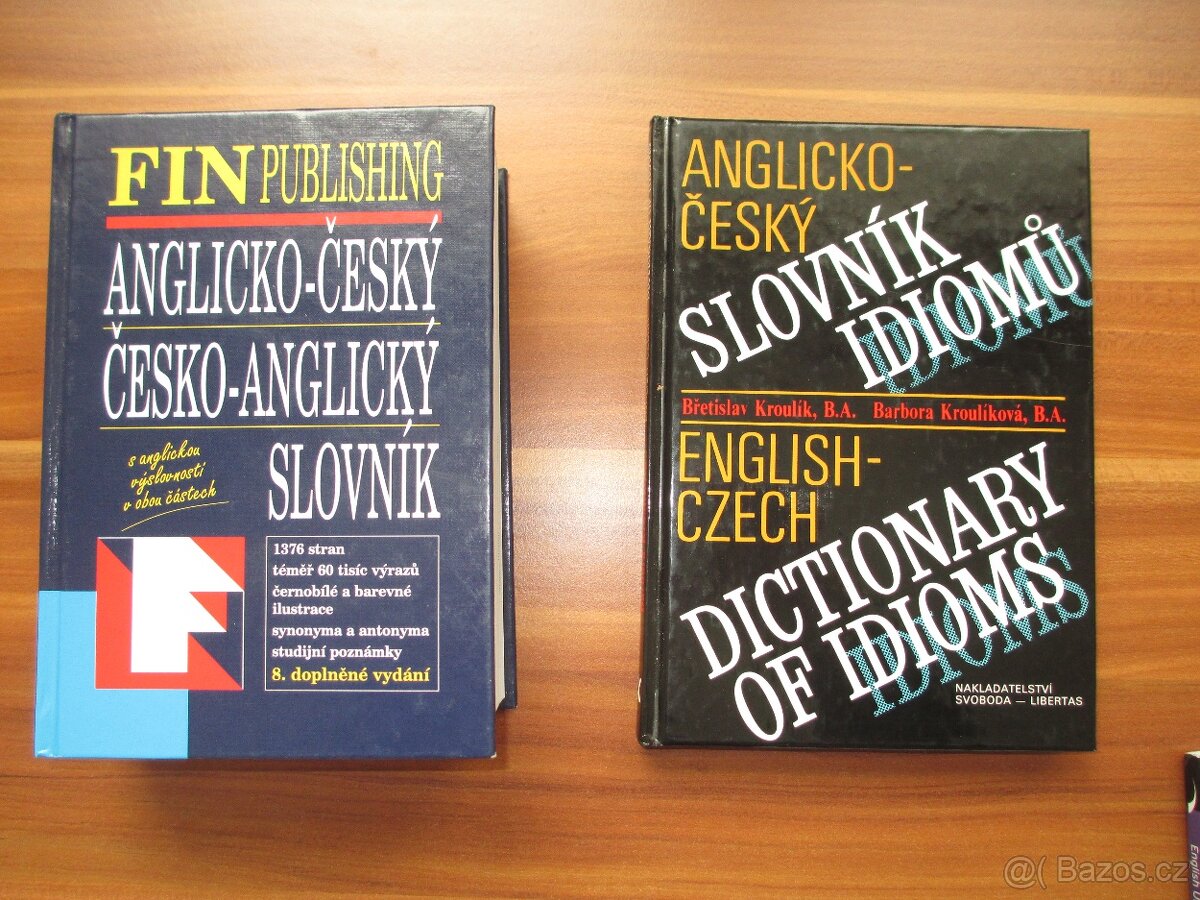 FIN PUBLISHING
ANGLICKO-ČESKÝ
ČESKO-ANGLICKÝ
SLOVNÍK
s anglickou
výslovností
v obou částech
1376 stran
téměř 60 tisíc výrazů
černobílé a barevné
ilustrace
synonyma a antonyma
studijní poznámky
8. doplněné vydání
ANGLICKO-
ČESKÝ
SLOVNÍK
IDIOMŮ
Břetislav Kroulík, B.A. Barbora Kroulíková, B.A.
ENGLISH-
CZECH
DICTIONARY
OF IDIOMS
NAKLADATELSTVÍ
SVOBODA — LIBERTAS
English
@( Bazos.cz